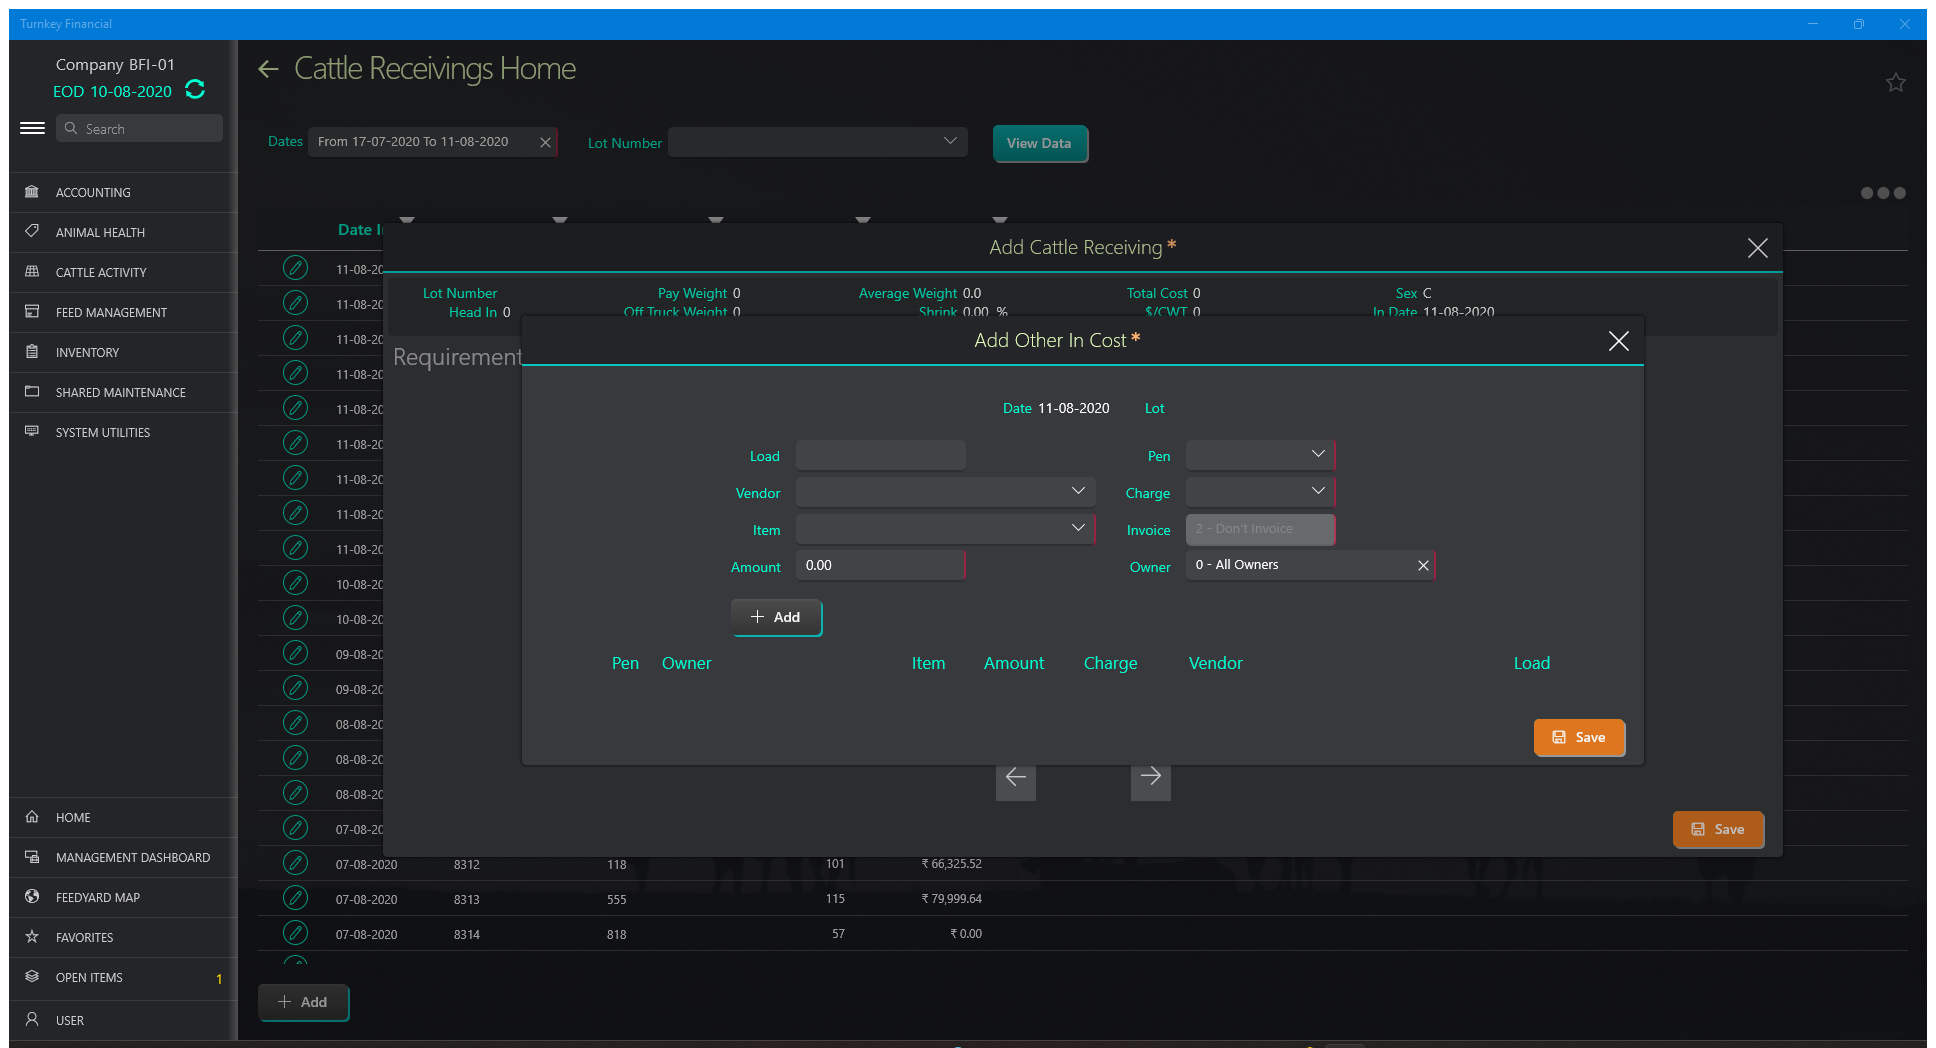 Turnkey Financial
Company BFI-01
EOD 10-08-2020
Search
ACCOUNTING
ANIMAL HEALTH
CATTLE ACTIVITY
FEED MANAGEMENT
INVENTORY
SHARED MAINTENANCE
SYSTEM UTILITIES
HOME
MANAGEMENT DASHBOARD
FEEDYARD MAP
FAVORITES
OPEN ITEMS 1
USER
Cattle Receivings Home
Dates From 17-07-2020 To 11-08-2020 Lot Number View Data
Date I
11-08-20
11-08-20
11-08-20
11-08-20
11-08-20
11-08-20
11-08-20
11-08-20
11-08-20
10-08-20
10-08-20
09-08-20
09-08-20
08-08-20
08-08-20
08-08-20
07-08-20
07-08-2020 8312 118 101 ₹ 66,325.52
07-08-2020 8313 555 115 ₹ 79,999.64
07-08-2020 8314 818 57 ₹ 0.00
Add
Add Cattle Receiving *
Lot Number Pay Weight 0 Average Weight 0.0 Total Cost 0 Sex C
Head In 0 Off Truck Weight 0 Shrink 0.00 % $/CWT 0 In Date 11-08-2020
Requirement
Save
Add Other In Cost *
Date 11-08-2020 Lot
Load Pen
Vendor Charge
Item Invoice 2 - Don't Invoice
Amount 0.00 Owner 0 - All Owners
Add
Pen Owner Item Amount Charge Vendor Load
Save